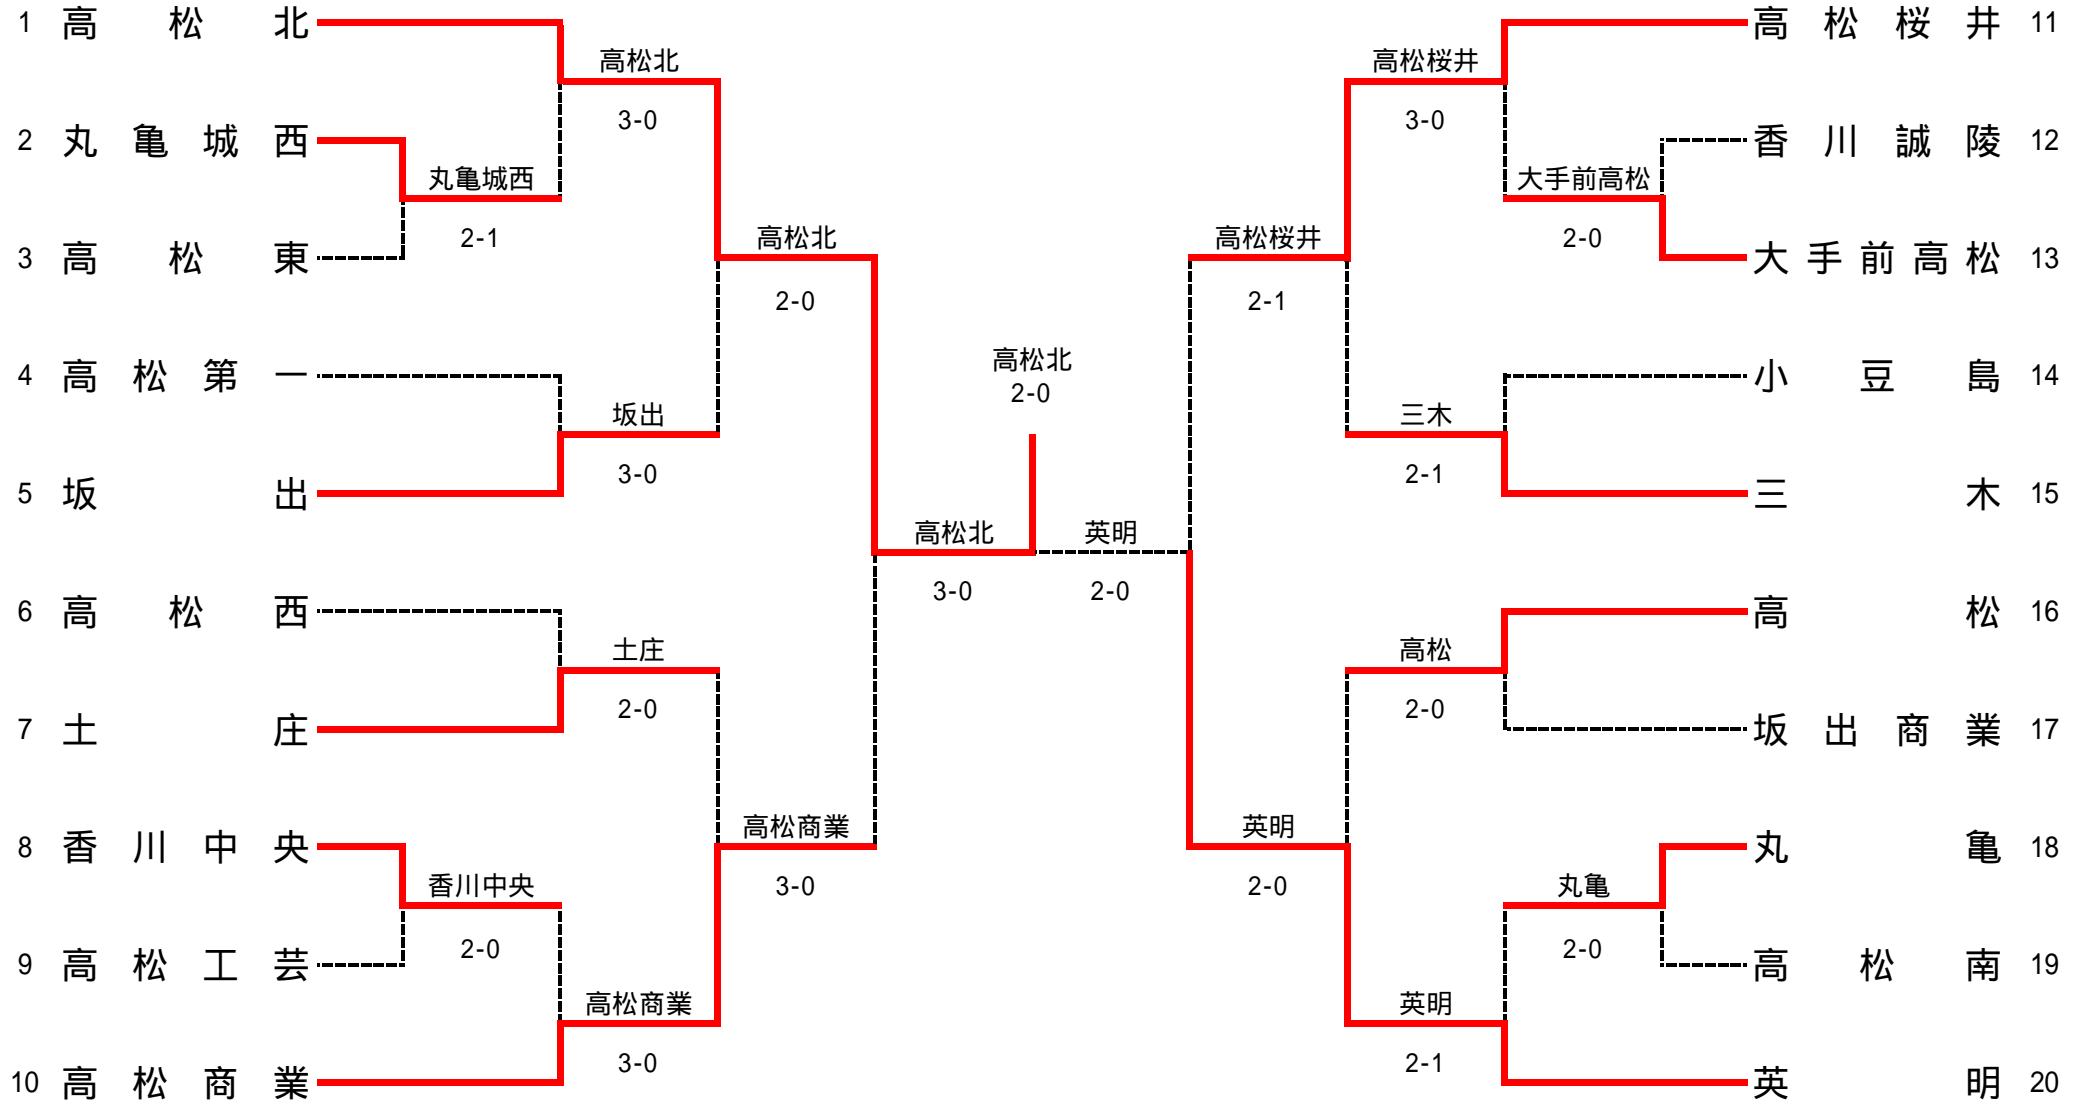 1 高松北
高松北
3-0
2 丸亀城西
丸亀城西
2-1
3 高松東
高松北
2-0
4 高松第一
坂出
3-0
5 坂出
高松北
3-0
6 高松西
土庄
2-0
7 土庄
高松商業
3-0
8 香川中央
香川中央
2-0
9 高松工芸
高松商業
3-0
10 高松商業
高松北
2-0
高松桜井 11
高松桜井
3-0
香川誠陵 12
大手前高松
2-0
大手前高松 13
高松桜井
2-1
小豆島 14
三木
2-1
三木 15
英明
2-0
高松 16
高松
2-0
坂出商業 17
英明
2-0
丸亀 18
丸亀
2-0
高松南 19
英明
2-1
英明 20